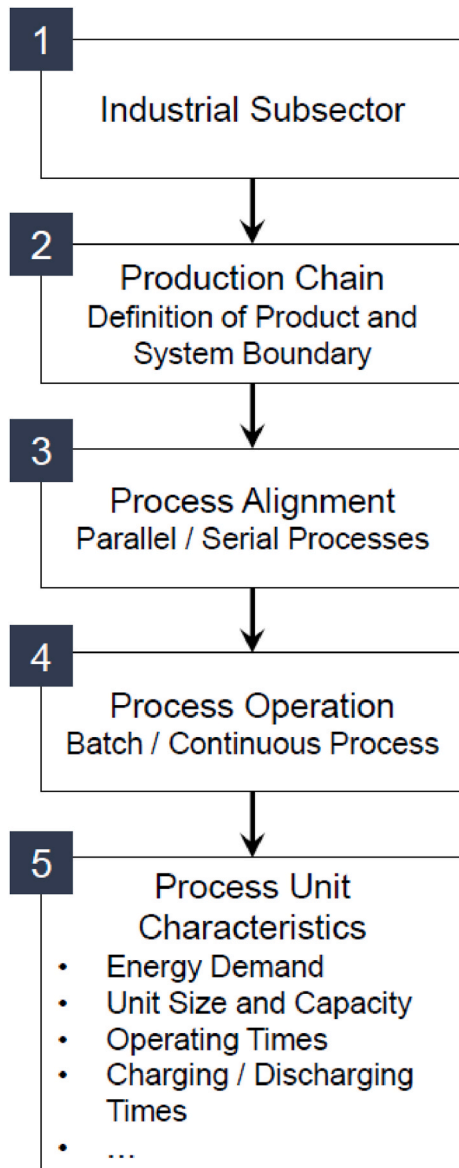 1
Industrial Subsector
2
Production Chain
Definition of Product and
System Boundary
3
Process Alignment
Parallel / Serial Processes
4
Process Operation
Batch / Continuous Process
5
Process Unit
Characteristics
• Energy Demand
• Unit Size and Capacity
• Operating Times
• Charging / Discharging
Times
• ...